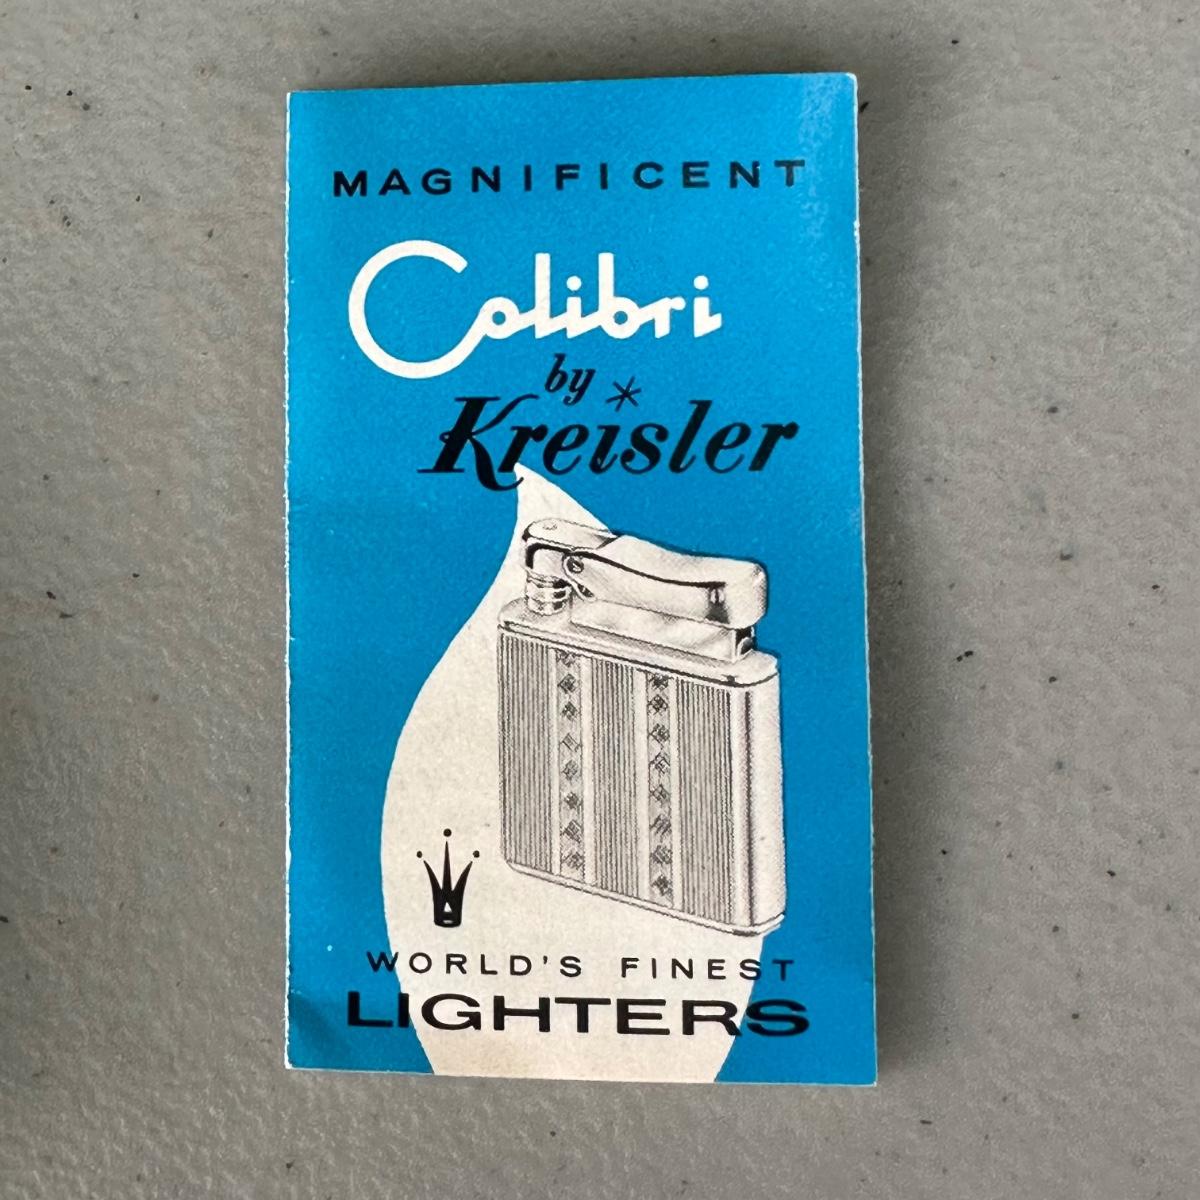 MAGNIFICENT
Colibri
by
Kreisler
WORLD'S FINEST
LIGHTERS